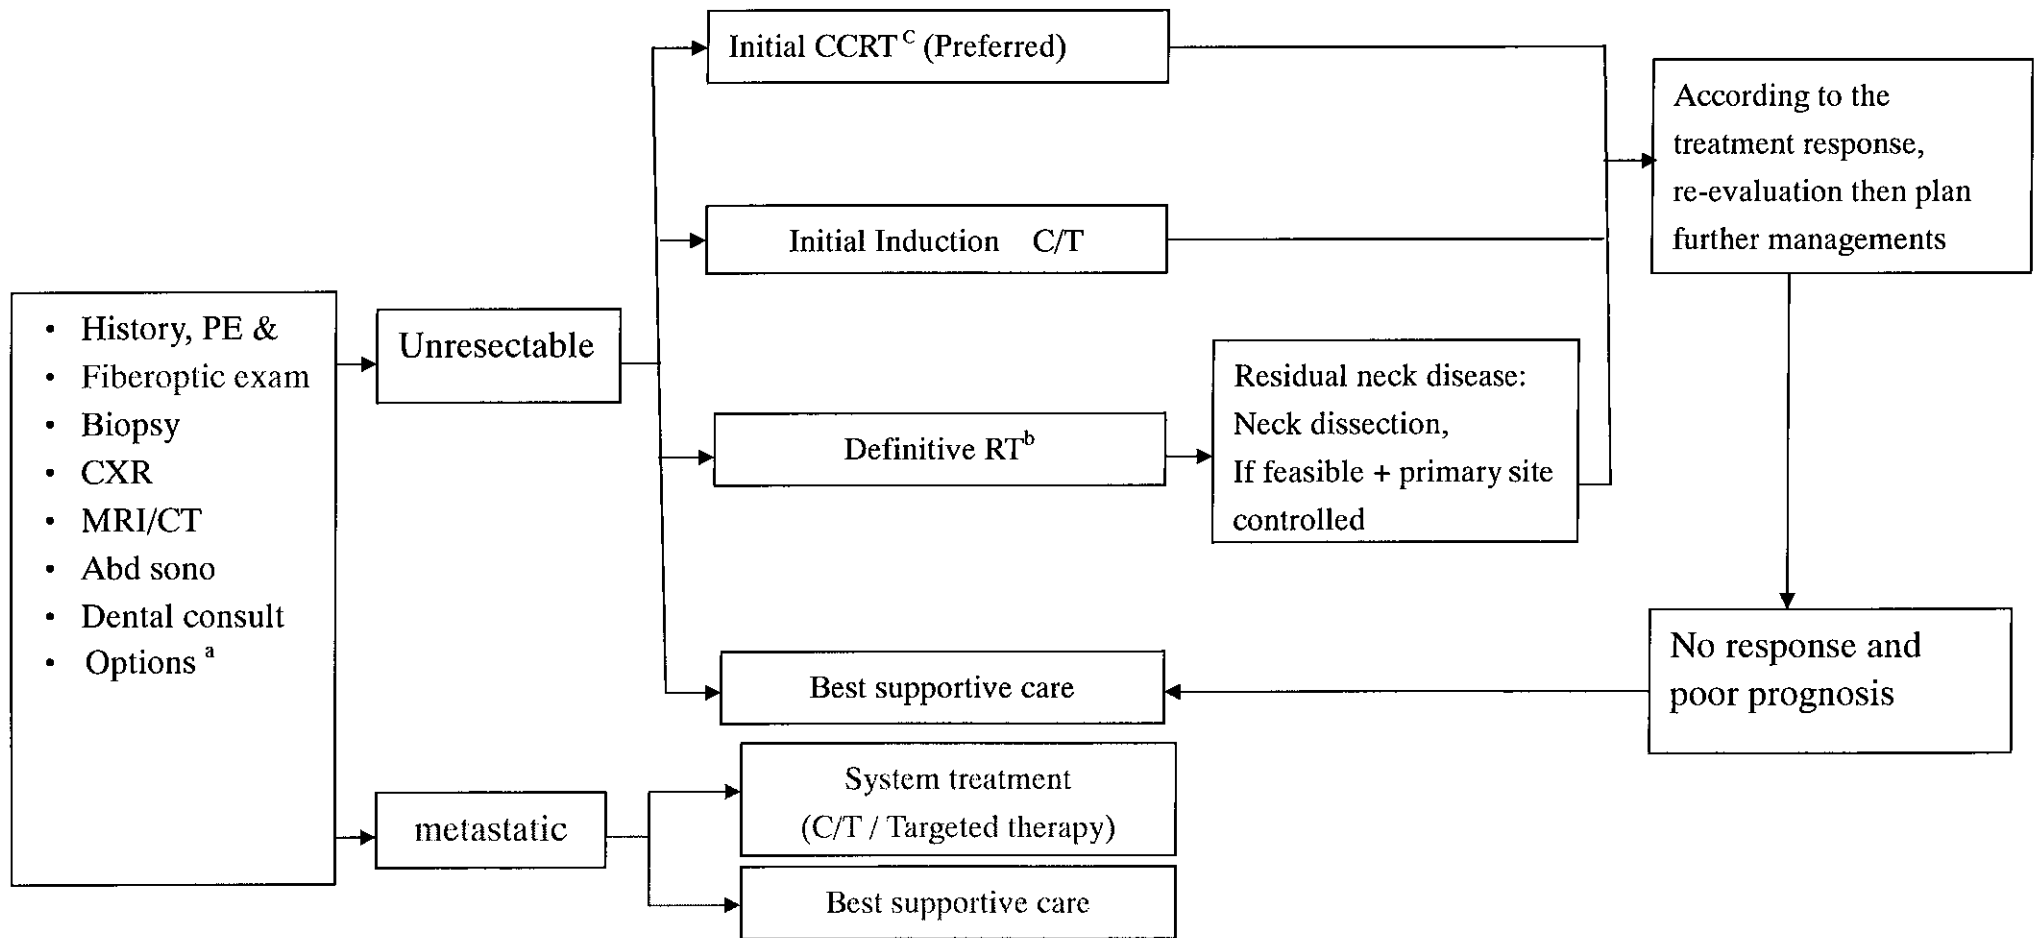 • History, PE &
• Fiberoptic exam
• Biopsy
• CXR
• MRI/CT
• Abd sono
• Dental consult
• Options a
Unresectable
metastatic
Initial CCRT C (Preferred)
Initial Induction C/T
Definitive RT b
Best supportive care
System treatment
(C/T / Targeted therapy)
Best supportive care
Residual neck disease:
Neck dissection,
If feasible + primary site
controlled
According to the
treatment response,
re-evaluation then plan
further managements
No response and
poor prognosis